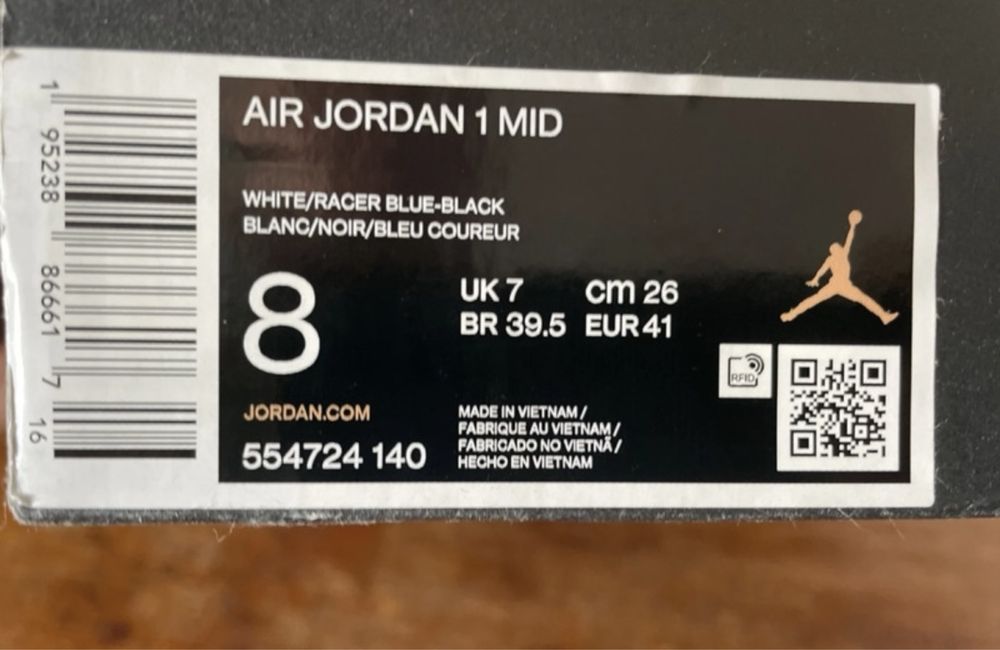 AIR JORDAN 1 MID
WHITE/RACER BLUE-BLACK
BLANC/NOIR/BLEU COUREUR
8
UK 7 cm 26
BR 39.5 EUR 41
RFID
JORDAN.COM
554724 140
MADE IN VIETNAM /
FABRIQUE AU VIETNAM /
FABRICADO NO VIETNÃ /
HECHO EN VIETNAM
1 95238 86661 7 16